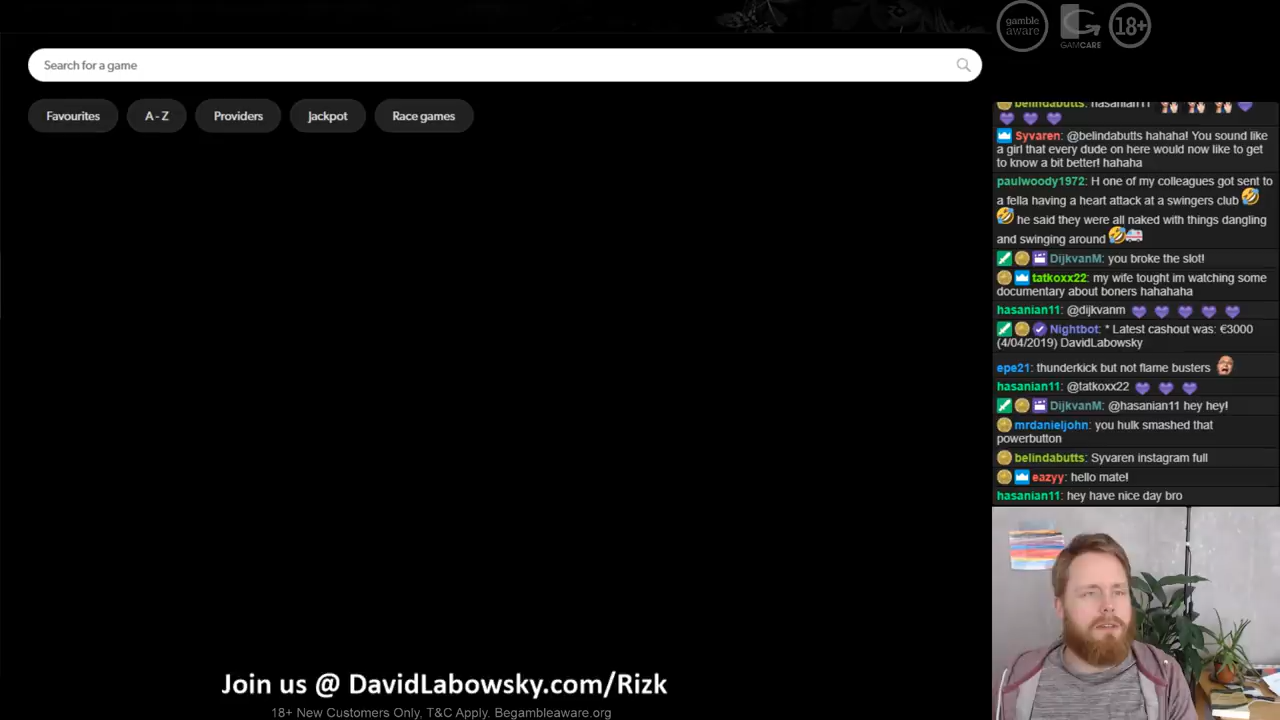 Search for a game
Favourites
A - Z
Providers
Jackpot
Race games
gamble
aware
GAMCARE
18+
belindabutts: hasanian11
Syvaren: @belindabutts hahaha! You sound like
a girl that every dude on here would now like to get
to know a bit better! hahaha
paulwoody1972: H one of my colleagues got sent to
a fella having a heart attack at a swingers club
he said they were all naked with things dangling
and swinging around
DijkvanM: you broke the slot!
tatkoxx22: my wife tought im watching some
documentary about boners hahahaha
hasanian11: @dijkvanm
Nightbot: * Latest cashout was: €3000
(4/04/2019) DavidLabowsky
epe21: thunderkick but not flame busters
hasanian11: @tatkoxx22
DijkvanM: @hasanian11 hey hey!
mrdanieljohn: you hulk smashed that
powerbutton
belindabutts: Syvaren instagram full
eazyy: hello mate!
hasanian11: hey have nice day bro
Join us @ DavidLabowsky.com/Rizk
18+ New Customers Only, T&C Apply. Begambleaware.org